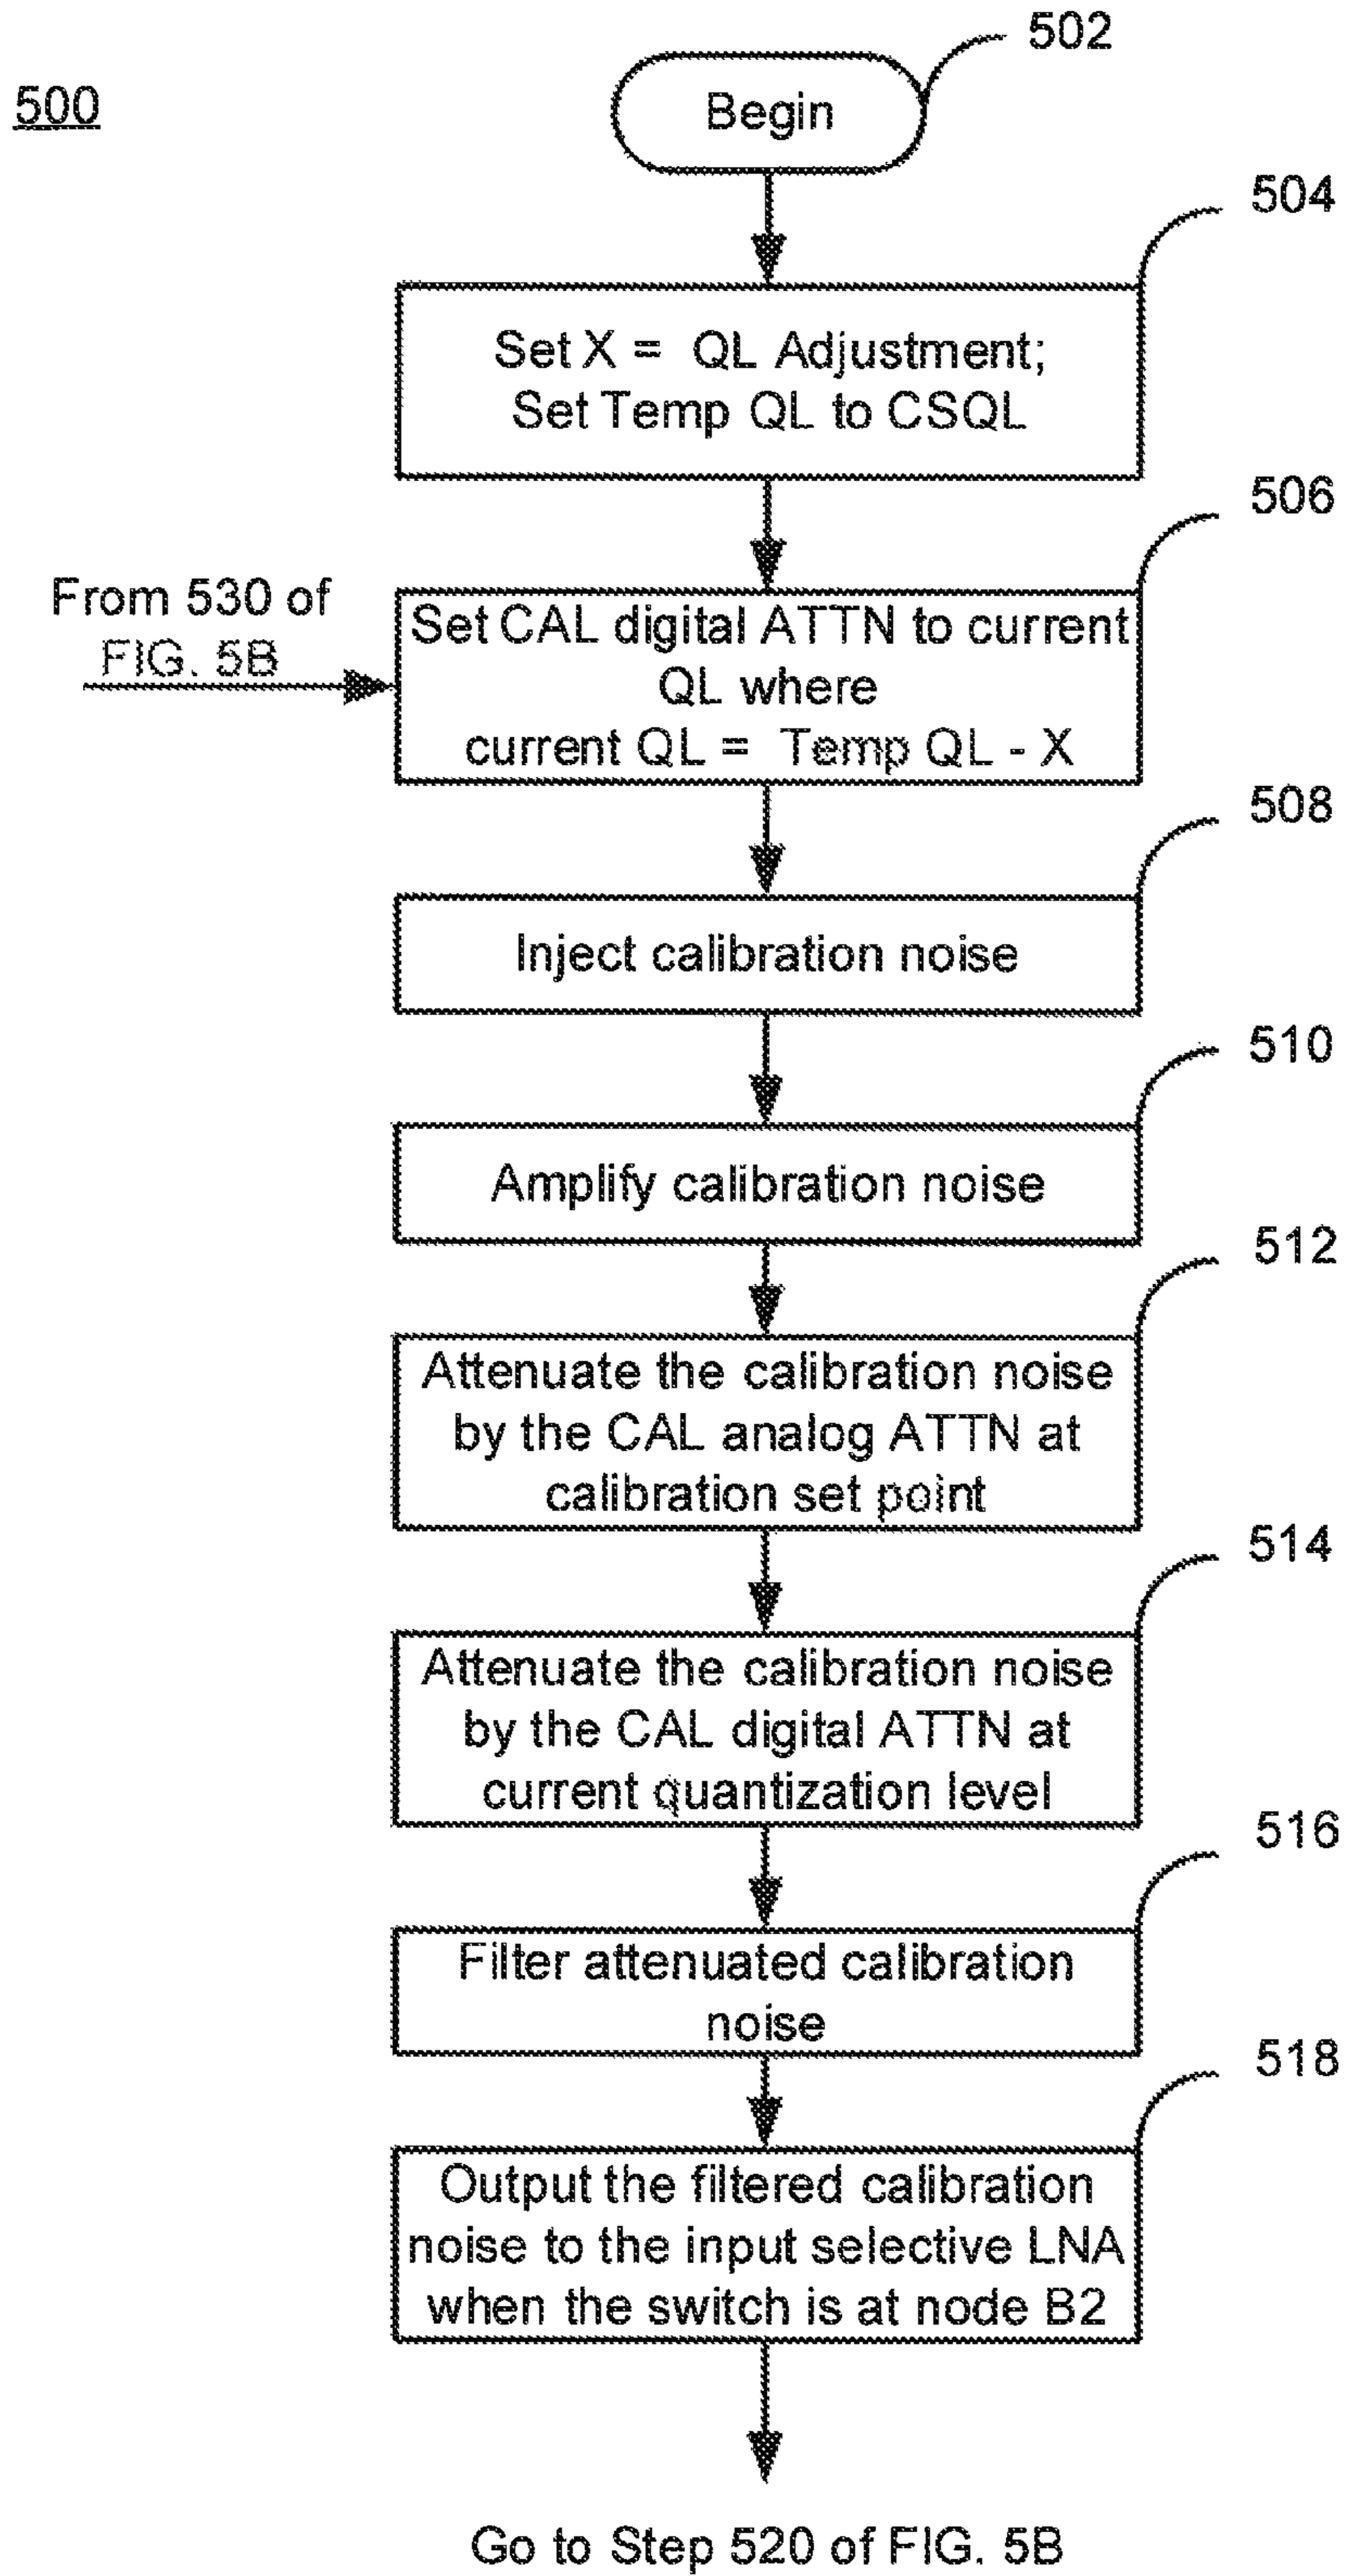 502
500
Begin
504
Set X = QL Adjustment;
Set Temp QL to CSQL
506
From 530 of
FIG. 5B
Set CAL digital ATTN to current
QL where
current QL = Temp QL - X
508
Inject calibration noise
510
Amplify calibration noise
512
Attenuate the calibration noise
by the CAL analog ATTN at
calibration set point
514
Attenuate the calibration noise
by the CAL digital ATTN at
current quantization level
516
Filter attenuated calibration
noise
518
Output the filtered calibration
noise to the input selective LNA
when the switch is at node B2
Go to Step 520 of FIG. 5B